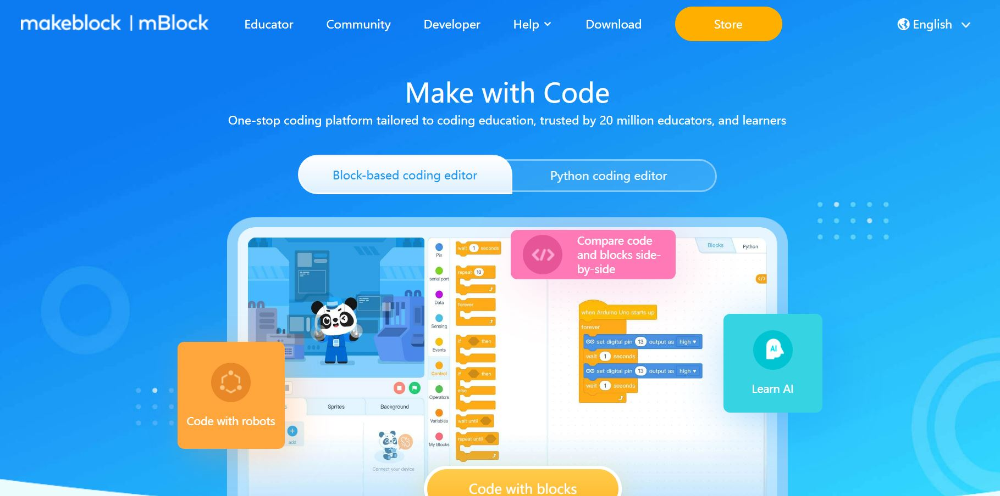 makeblock | mBlock
Educator
Community
Developer
Help
Download
Store
English
Make with Code
One-stop coding platform tailored to coding education, trusted by 20 million educators, and learners
Block-based coding editor
Python coding editor
Compare code
and blocks side-
by-side
Blocks
Python
Pin
serial port
Data
Sensing
Events
Control
Operators
Variables
My Blocks
wait 1 seconds
repeat 10
forever
if then
if then
else
wait until
repeat until
when Arduino Uno starts up
forever
set digital pin 13 output as high
wait 1 seconds
set digital pin 13 output as high
wait 1 seconds
AI
Learn AI
Code with robots
s
Sprites
Background
add
Connect your device
Code with blocks